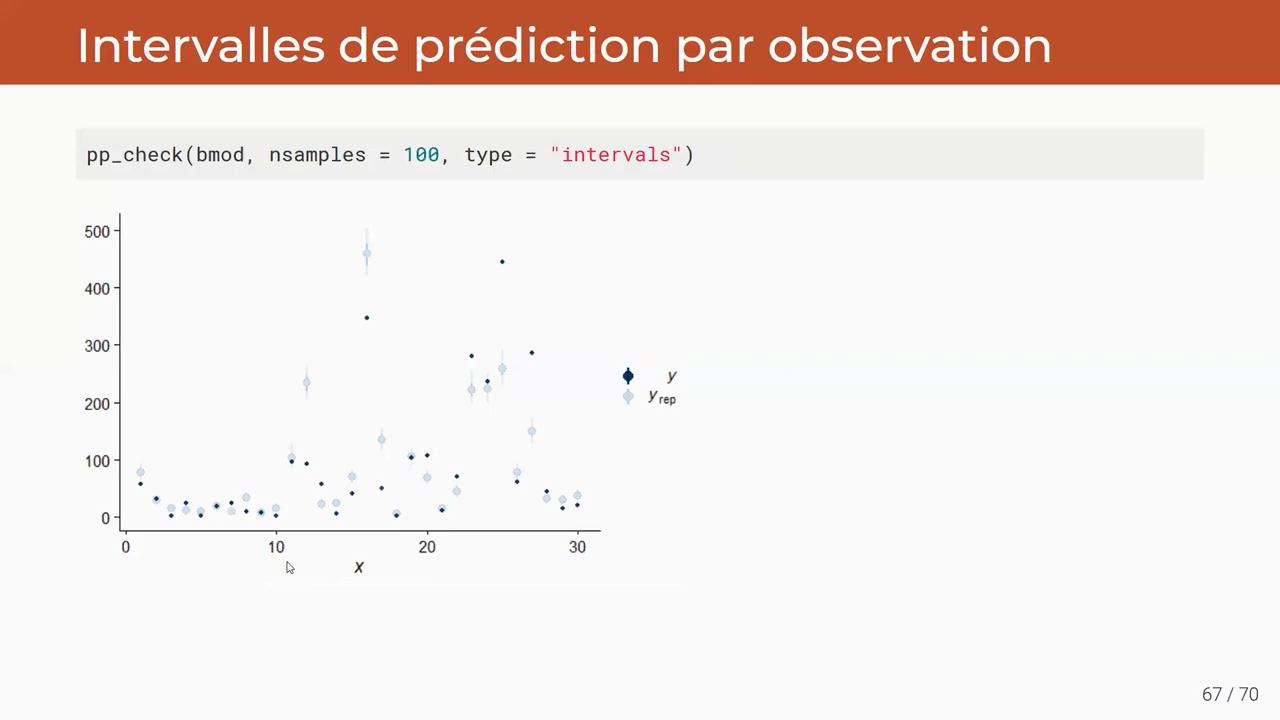 Intervalles de prédiction par observation
pp_check(bmod, nsamples = 100, type = "intervals")
500
400
300
200
100
0
0 10 20 30
x
y
y rep
67 / 70